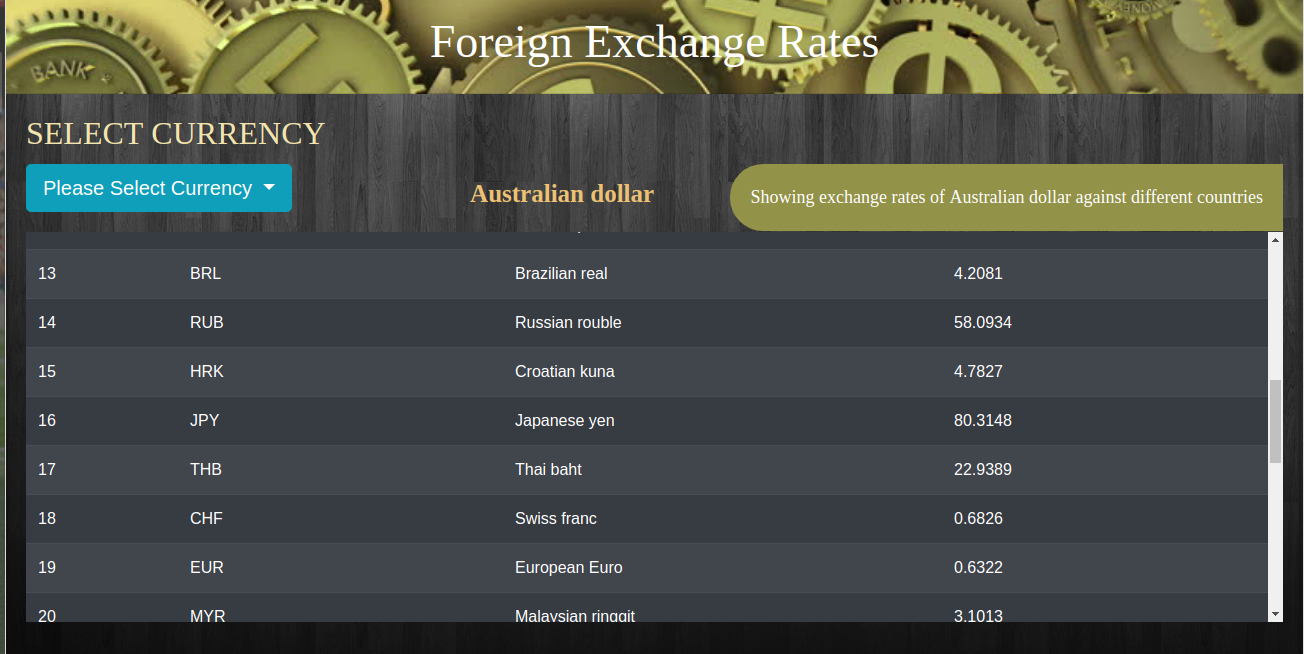 Foreign Exchange Rates
BANK
MONEY
SELECT CURRENCY
Please Select Currency
Australian dollar
Showing exchange rates of Australian dollar against different countries
13 BRL Brazilian real 4.2081
14 RUB Russian rouble 58.0934
15 HRK Croatian kuna 4.7827
16 JPY Japanese yen 80.3148
17 THB Thai baht 22.9389
18 CHF Swiss franc 0.6826
19 EUR European Euro 0.6322
20 MYR Malaysian ringgit 3.1013